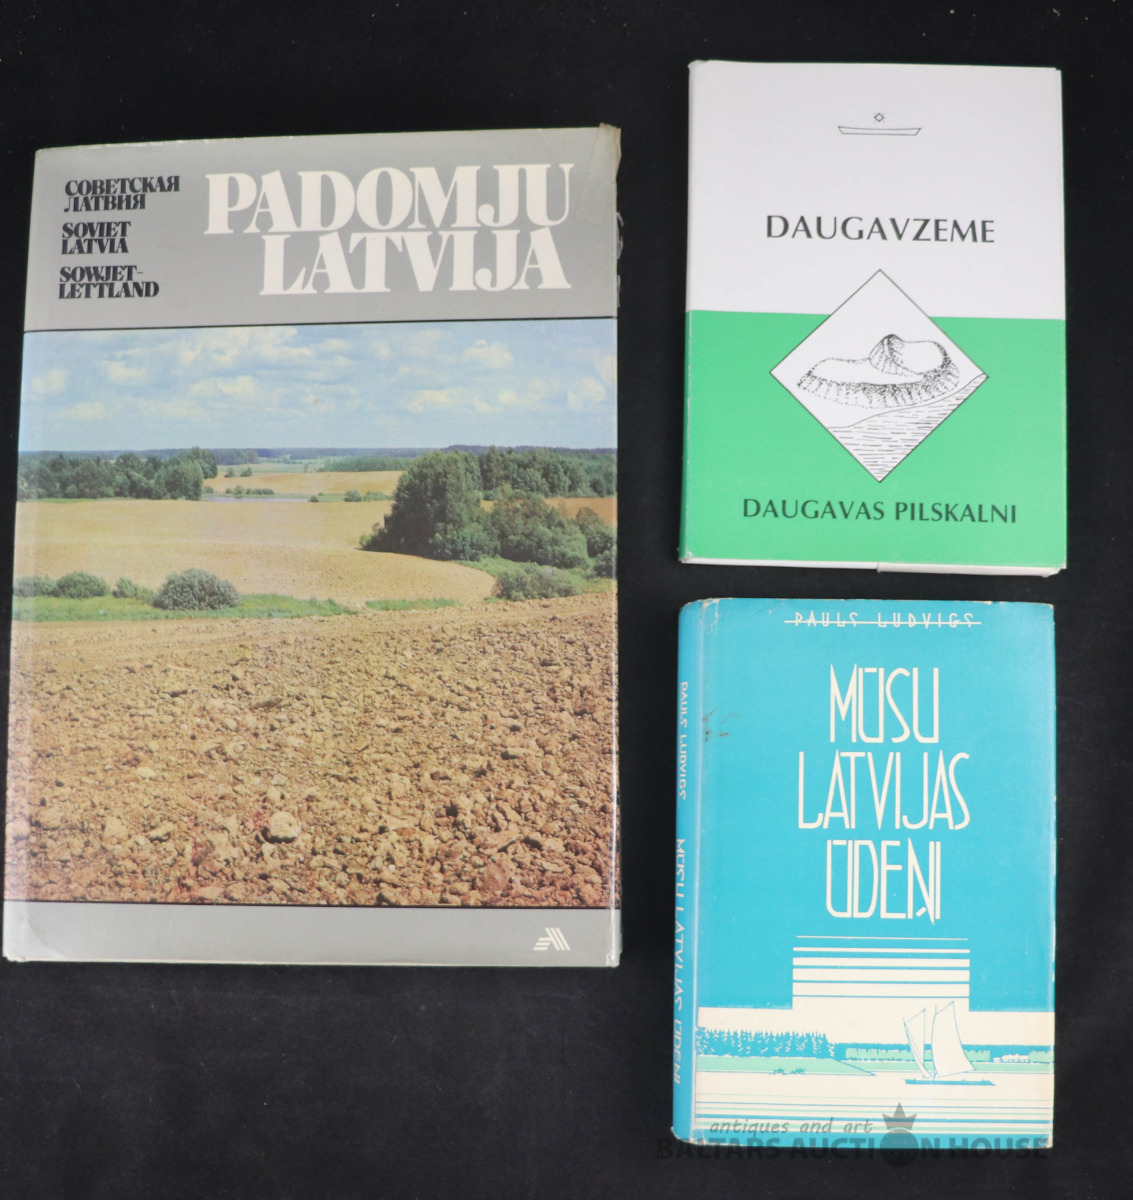 СОВЕТСКАЯ
ЛАТВИЯ
SOVIET
LATVIA
SOWJET-
LETTLAND
PADOMJU
LATVIJA
DAUGAVZEME
DAUGAVAS PILSKALNI
PAULS LUDVIGS
MŪSU
LATVIJAS
ŪDEŅI
PAULS LUDVIGS MŪSU LATVIJAS ŪDEŅI
antiques and art
BALTARS AUCTION HOUSE